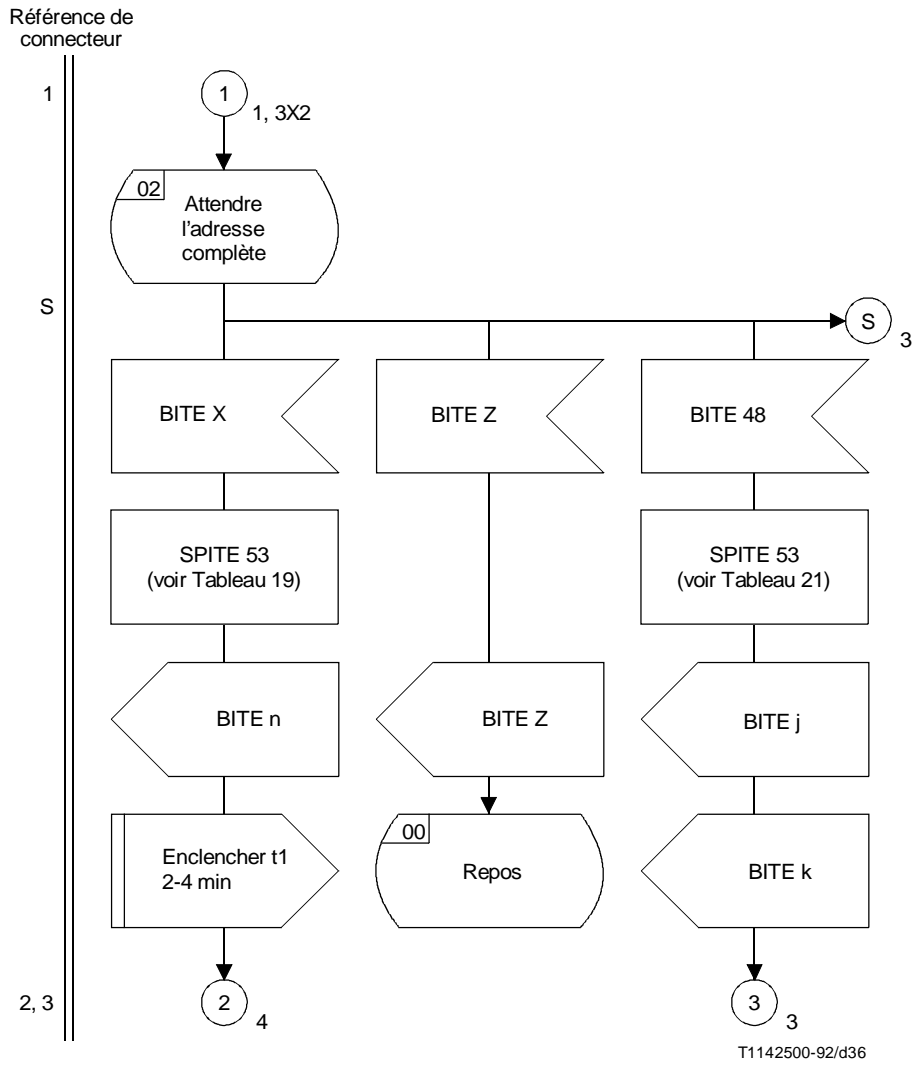 Référence de
connecteur
1
1
1, 3X2
02
Attendre
l'adresse
complète
S
S
3
BITE X
BITE Z
BITE 48
SPITE 53
(voir Tableau 19)
SPITE 53
(voir Tableau 21)
BITE n
BITE Z
BITE j
Enclencher t1
2-4 min
00
Repos
BITE k
2, 3
2
4
3
3
T1142500-92/d36